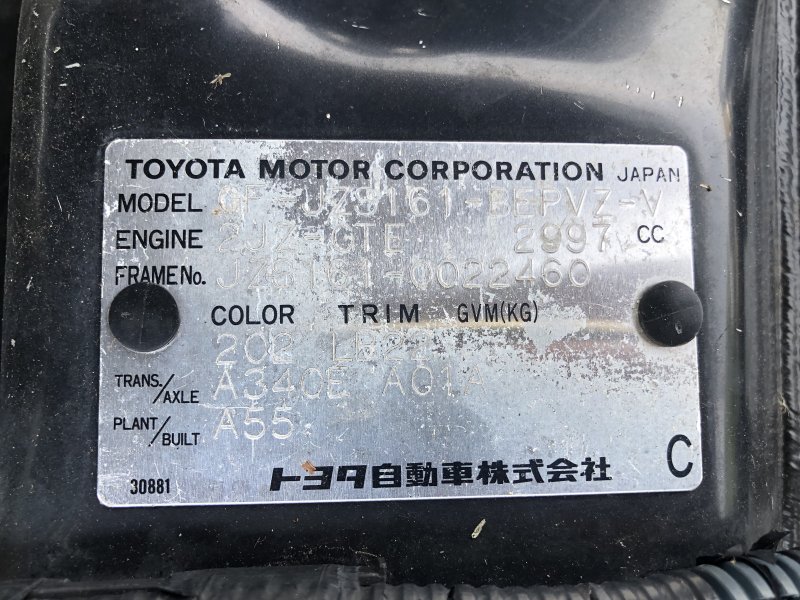 TOYOTA MOTOR CORPORATION JAPAN
MODEL GF-JZS161-BEPVZ-V
ENGINE 2JZ-GTE 2997 CC
FRAME No. JZS161-0022460
COLOR TRIM GVM(KG)
202
TRANS./AXLE A340E A01A
PLANT/BUILT A55
30881 トヨタ自動車株式会社 C